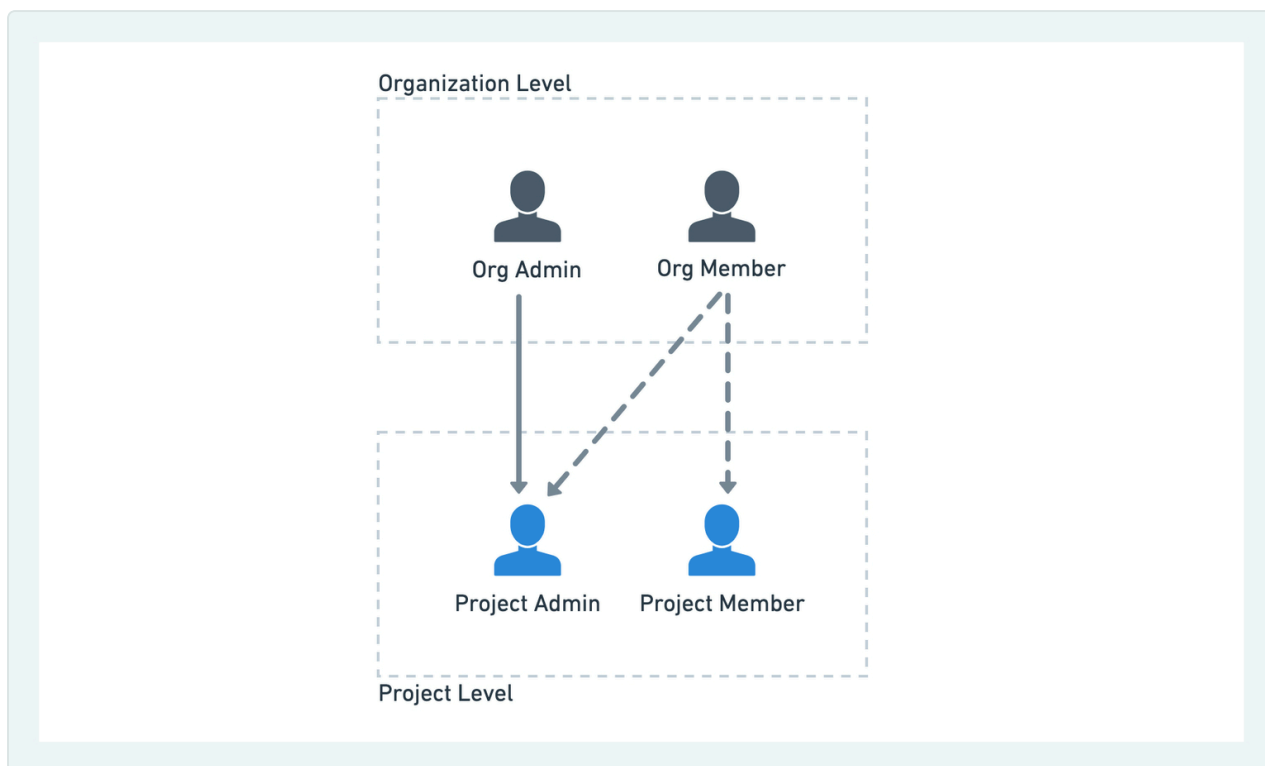 Organization Level
Org Admin
Org Member
Project Admin
Project Member
Project Level